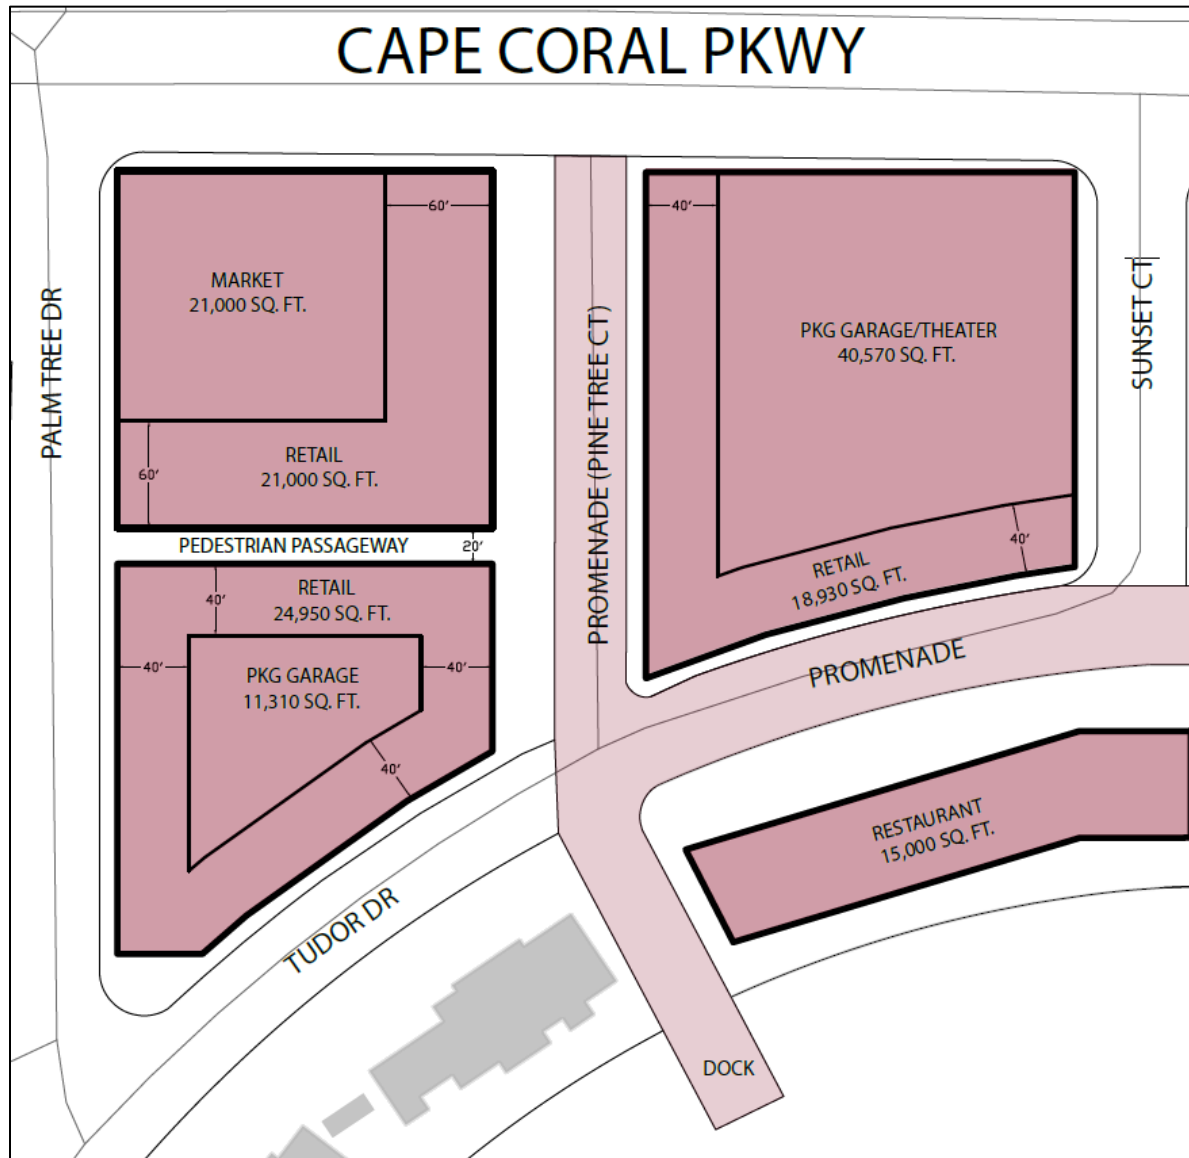 CAPE CORAL PKWY
60'
40'
MARKET
21,000 SQ. FT.
PKG GARAGE/THEATER
40,570 SQ. FT.
PALM TREE DR
PROMENADE (PINE TREE CT)
SUNSET CT
RETAIL
21,000 SQ. FT.
60'
PEDESTRIAN PASSAGEWAY
20'
40'
RETAIL
18,930 SQ. FT.
RETAIL
24,950 SQ. FT.
40'
40'
40'
PKG GARAGE
11,310 SQ. FT.
40'
PROMENADE
RESTAURANT
15,000 SQ. FT.
TUDOR DR
DOCK